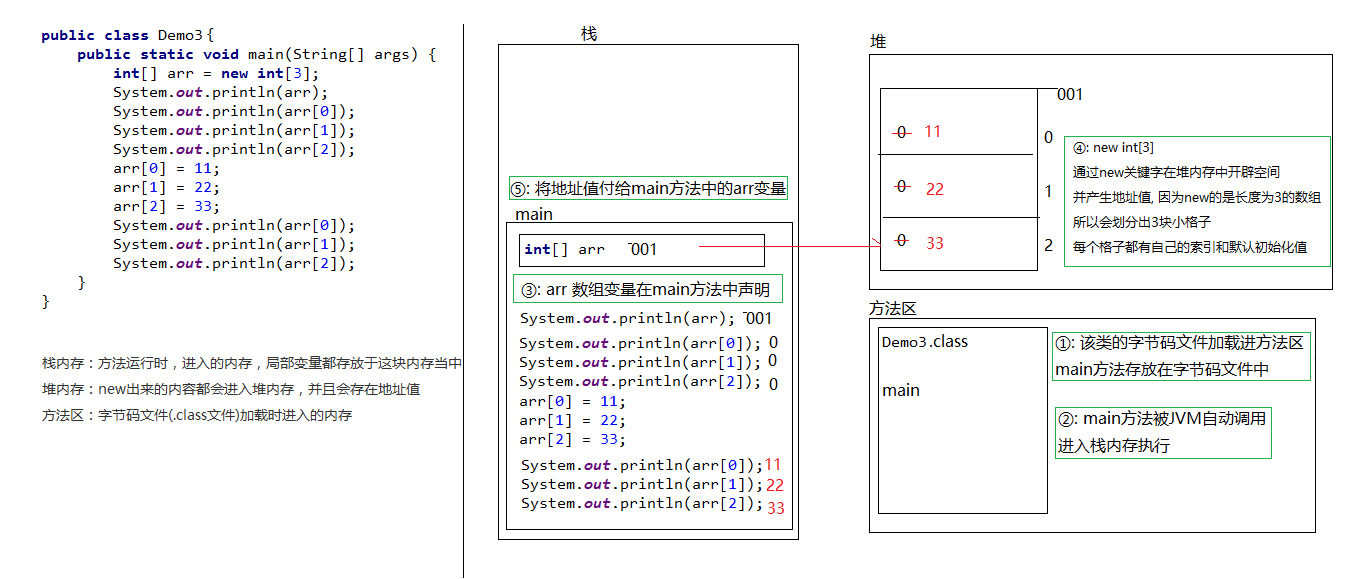 public class Demo3{
public static void main(String[] args) {
int[] arr = new int[3];
System.out.println(arr);
System.out.println(arr[0]);
System.out.println(arr[1]);
System.out.println(arr[2]);
arr[0] = 11;
arr[1] = 22;
arr[2] = 33;
System.out.println(arr[0]);
System.out.println(arr[1]);
System.out.println(arr[2]);
}
}
栈内存：方法运行时，进入的内存，局部变量都存放于这块内存当中
堆内存：new出来的内容都会进入堆内存，并且会存在地址值
方法区：字节码文件(.class文件)加载时进入的内存
栈
⑤: 将地址值付给main方法中的arr变量
main
int[] arr 001
③: arr 数组变量在main方法中声明
System.out.println(arr); 001
System.out.println(arr[0]); 0
System.out.println(arr[1]); 0
System.out.println(arr[2]); 0
arr[0] = 11;
arr[1] = 22;
arr[2] = 33;
System.out.println(arr[0]);11
System.out.println(arr[1]);22
System.out.println(arr[2]);33
堆
001
0 11 0
0 22 1
0 33 2
④: new int[3]
通过new关键字在堆内存中开辟空间
并产生地址值, 因为new的是长度为3的数组
所以会划分出3块小格子
每个格子都有自己的索引和默认初始化值
方法区
Demo3.class
main
①: 该类的字节码文件加载进方法区
main方法存放在字节码文件中
②: main方法被JVM自动调用
进入栈内存执行